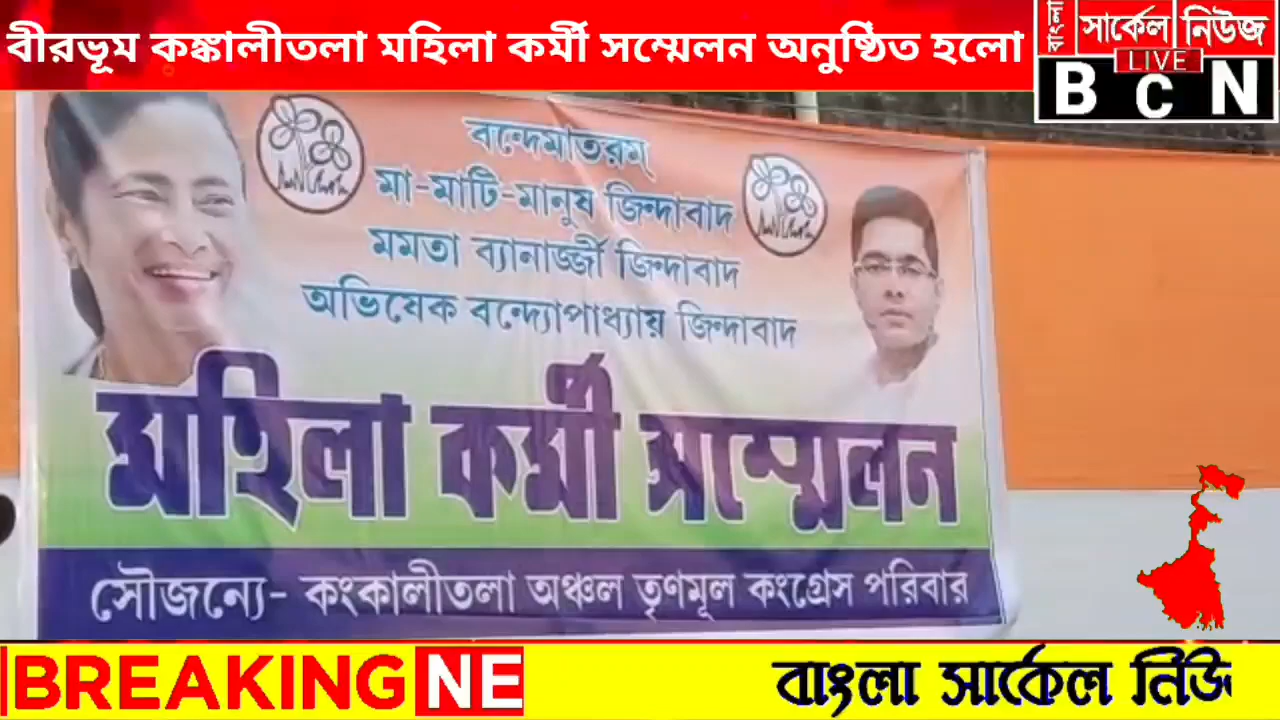 বীরভূম কঙ্কালীতলা মহিলা কর্মী সম্মেলন অনুষ্ঠিত হলো
বাংলা সার্কেল নিউজ
LIVE
B C N
বন্দেমাতরম্
মা-মাটি-মানুষ জিন্দাবাদ
মমতা ব্যানার্জ্জী জিন্দাবাদ
অভিষেক বন্দ্যোপাধ্যায় জিন্দাবাদ
মহিলা কর্মী সম্মেলন
সৌজন্যে- কংকালীতলা অঞ্চল তৃণমূল কংগ্রেস পরিবার
BREAKING NE
বাংলা সার্কেল নিউ